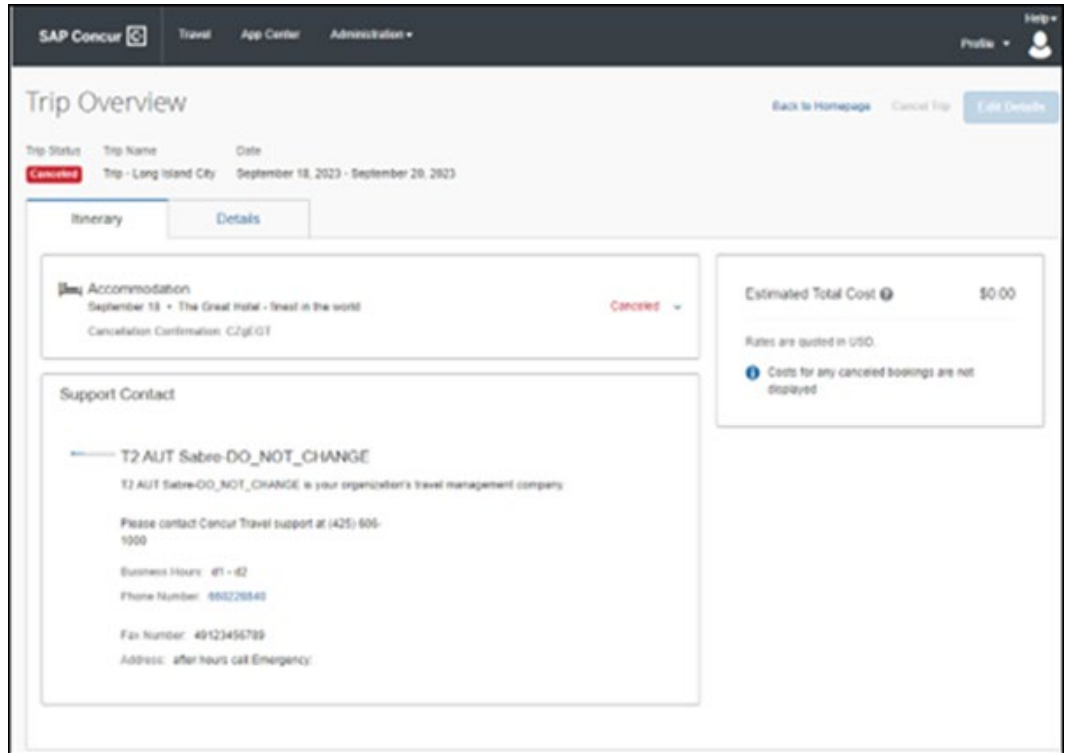 Help
SAP Concur C Travel App Center Administration
Profile
Trip Overview
Back to Homepage Cancel Trip Edit Details
Trip Status Trip Name Date
Canceled Trip - Long Island City September 18, 2023 - September 20, 2023
Itinerary Details
Accommodation
September 18 • The Great Hotel - finest in the world
Canceled
Cancellation Confirmation:
Estimated Total Cost $0.00
Rates are quoted in USD.
Costs for any canceled bookings are not
displayed
Support Contact
T2 AUT Sabre-DO_NOT_CHANGE
T2 AUT Sabre-DO_NOT_CHANGE is your organization's travel management company.
Please contact Concur Travel support at (425) 606-
1000
Business Hours: d1 - d2
Phone Number:
Fax Number: 49123456789
Address: after hours call Emergency: